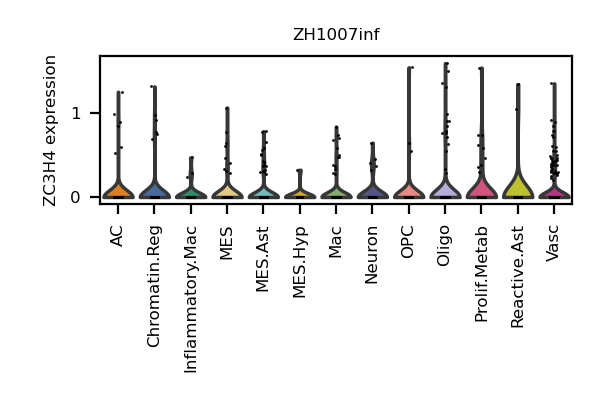 ZH1007inf
ZC3H4 expression
1
0
AC
Chromatin.Reg
Inflammatory.Mac
MES
MES.Ast
MES.Hyp
Mac
Neuron
OPC
Oligo
Prolif.Metab
Reactive.Ast
Vasc